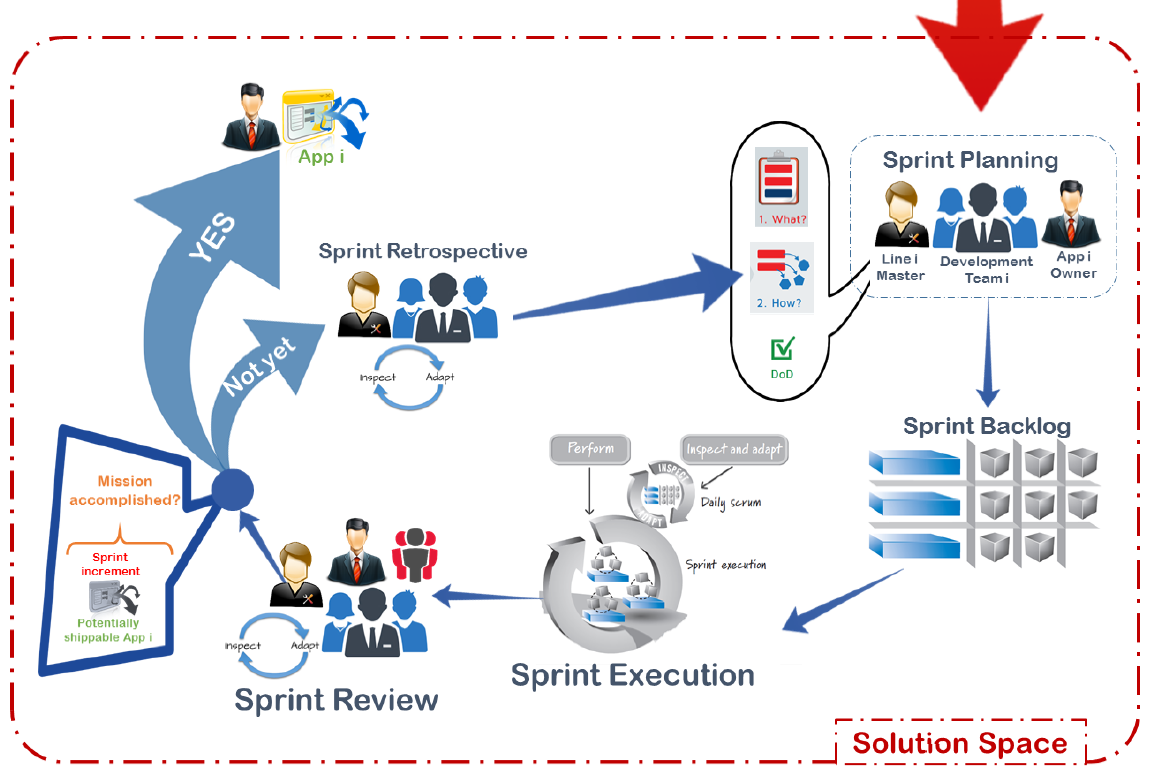 App i
YES
Sprint Retrospective
Inspect
Adapt
Not yet
1. What?
2. How?
DoD
Sprint Planning
Line i
Master
Development
Team i
App i
Owner
Sprint Backlog
Perform
Inspect and adapt
INSPECT
ADAPT
Daily scrum
Sprint execution
Sprint Execution
Mission
accomplished?
Sprint
increment
Potentially
shippable App i
Inspect
Adapt
Sprint Review
Solution Space